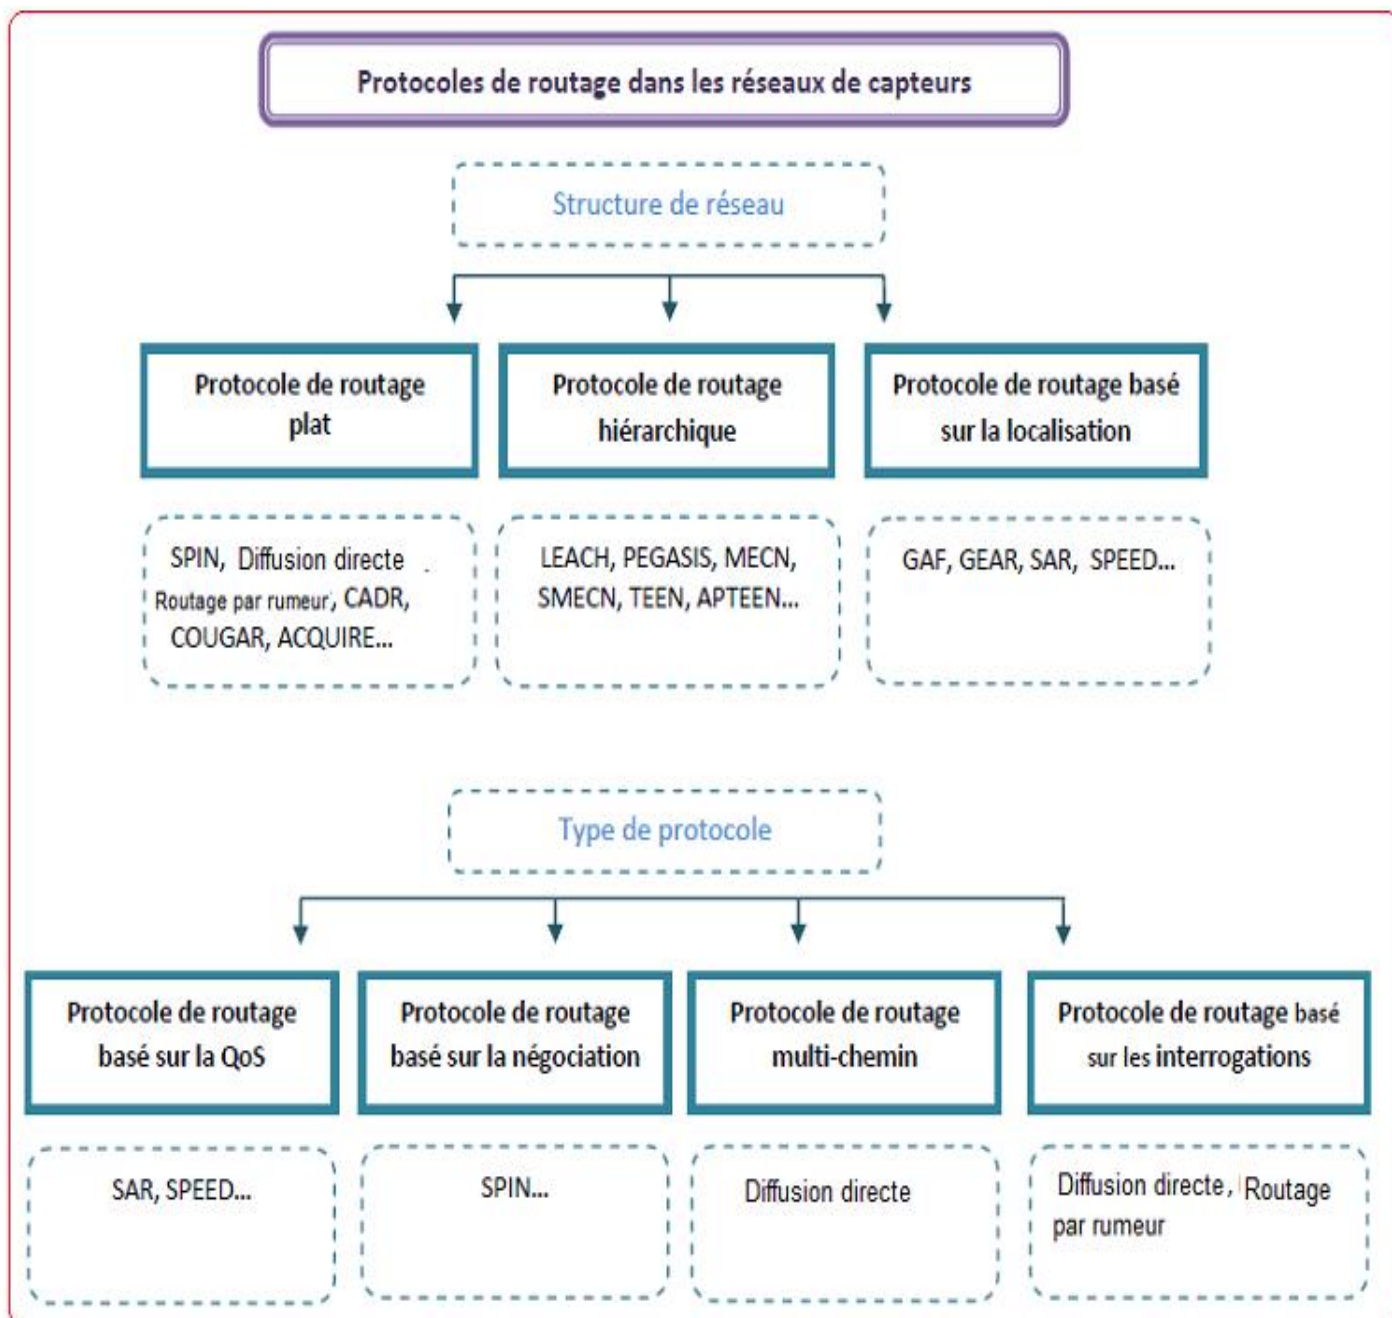 Protocoles de routage dans les réseaux de capteurs
Structure de réseau
Protocole de routage
plat
Protocole de routage
hiérarchique
Protocole de routage basé
sur la localisation
SPIN, Diffusion directe .
Routage par rumeur, CADR,
COUGAR, ACQUIRE...
LEACH, PEGASIS, MECN,
SMECN, TEEN, APTEEN...
GAF, GEAR, SAR, SPEED...
Type de protocole
Protocole de routage
basé sur la QoS
Protocole de routage
basé sur la négociation
Protocole de routage
multi-chemin
Protocole de routage basé
sur les interrogations
SAR, SPEED...
SPIN...
Diffusion directe
Diffusion directe, Routage
par rumeur